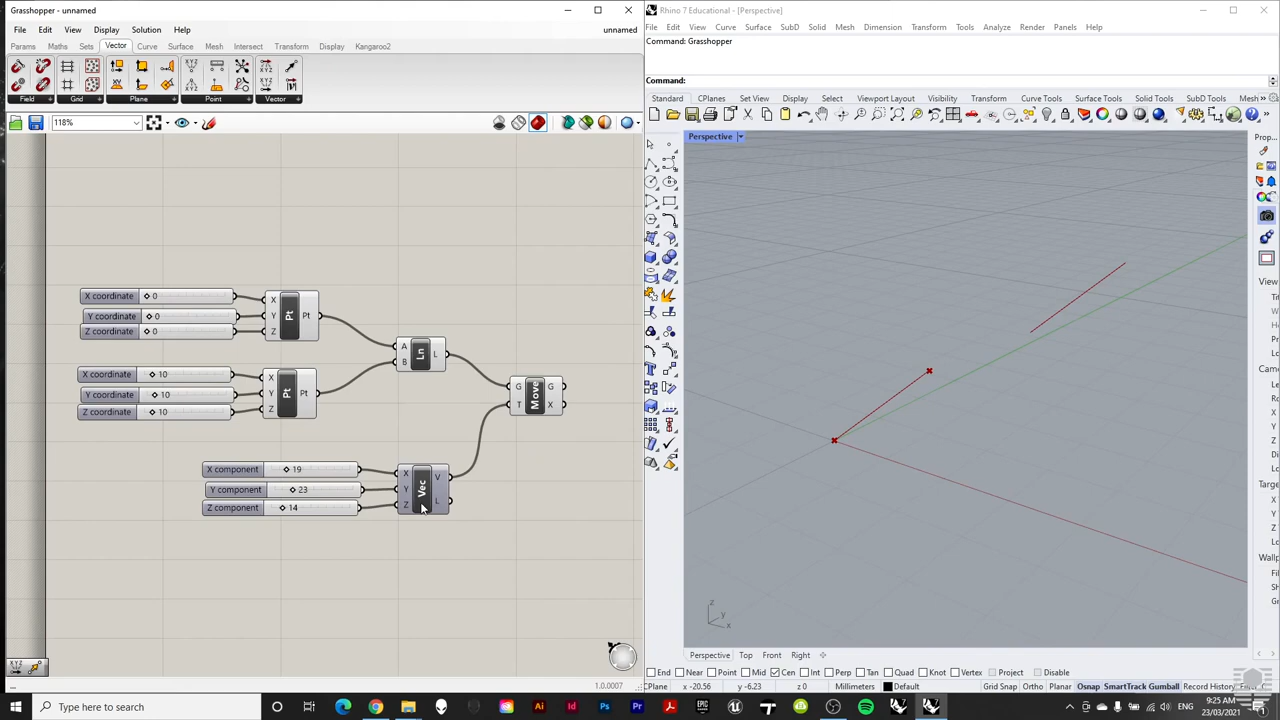 Grasshopper - unnamed
File Edit View Display Solution Help
unnamed
Params Maths Sets Vector Curve Surface Mesh Intersect Transform Display Kangaroo2
Field Grid Plane Point Vector
118%
X coordinate 0
Y coordinate 0
Z coordinate 0
X Y Z Pt Pt
A B Ln L
X coordinate 10
Y coordinate 10
Z coordinate 10
X Y Z Pt Pt
G T Move G X
X component 19
Y component 23
Z component 14
X Y Z Vec V L
1.0.0007
Rhino 7 Educational - [Perspective]
File Edit View Curve Surface SubD Solid Mesh Dimension Transform Tools Analyze Render Panels Help
Command: Grasshopper
Command:
Standard CPlanes Set View Display Select Viewport Layout Visibility Transform Curve Tools Surface Tools Solid Tools SubD Tools Mesh
Perspective
z
y
x
Perspective Top Front Right
End Near Point Mid Cen Int Perp Tan Quad Knot Vertex Project Disable
CPlane x -20.56 y -6.23 z 0 Millimeters Default Grid Snap Ortho Planar Osnap SmartTrack Gumball Record History
Type here to search
ENG
9:25 AM
23/03/2021